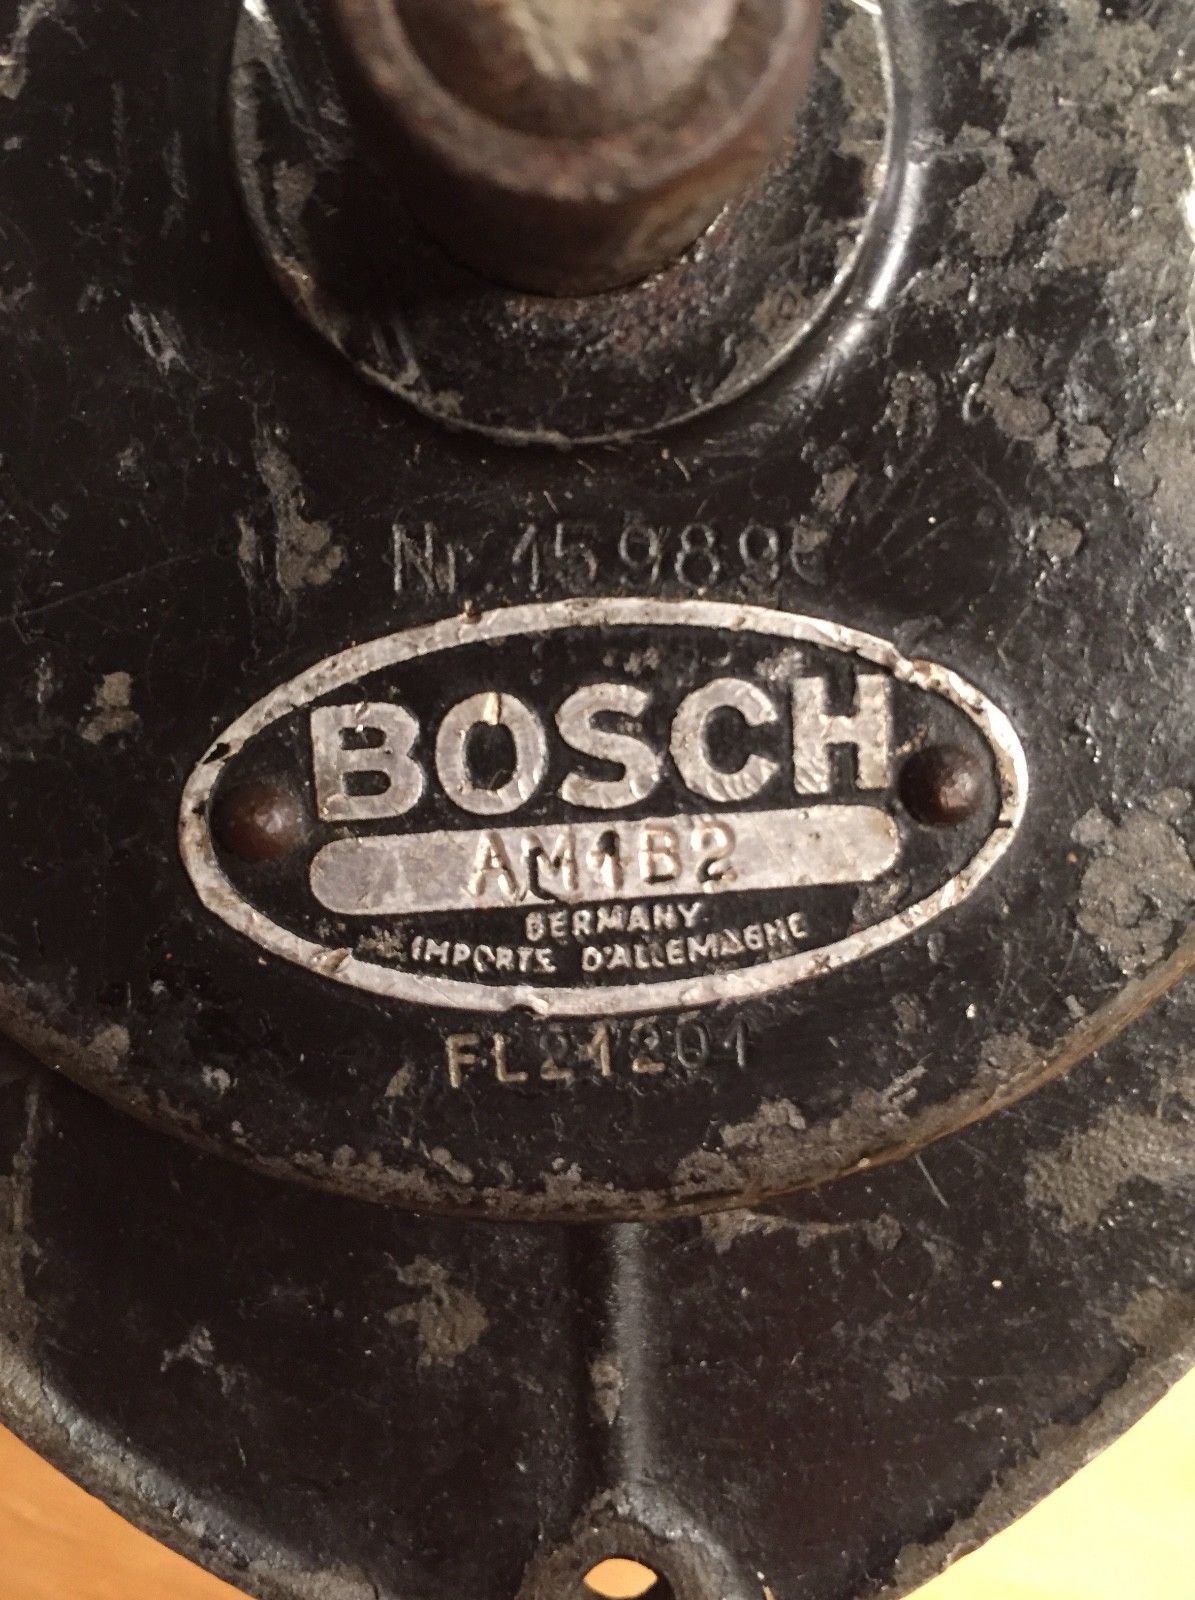 Nr 15989
BOSCH
AM1B2
GERMANY
IMPORTE D'ALLEMAGNE
FL21201